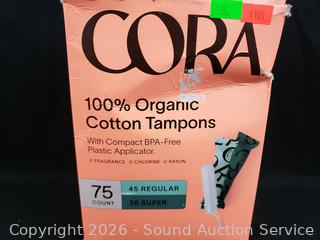 CORA
100% Organic
Cotton Tampons
With Compact BPA-Free
Plastic Applicator.
FRAGRANCE CHLORINE RAYON
75
COUNT
45 REGULAR
30 SUPER
Copyright 2026 - Sound Auction Service